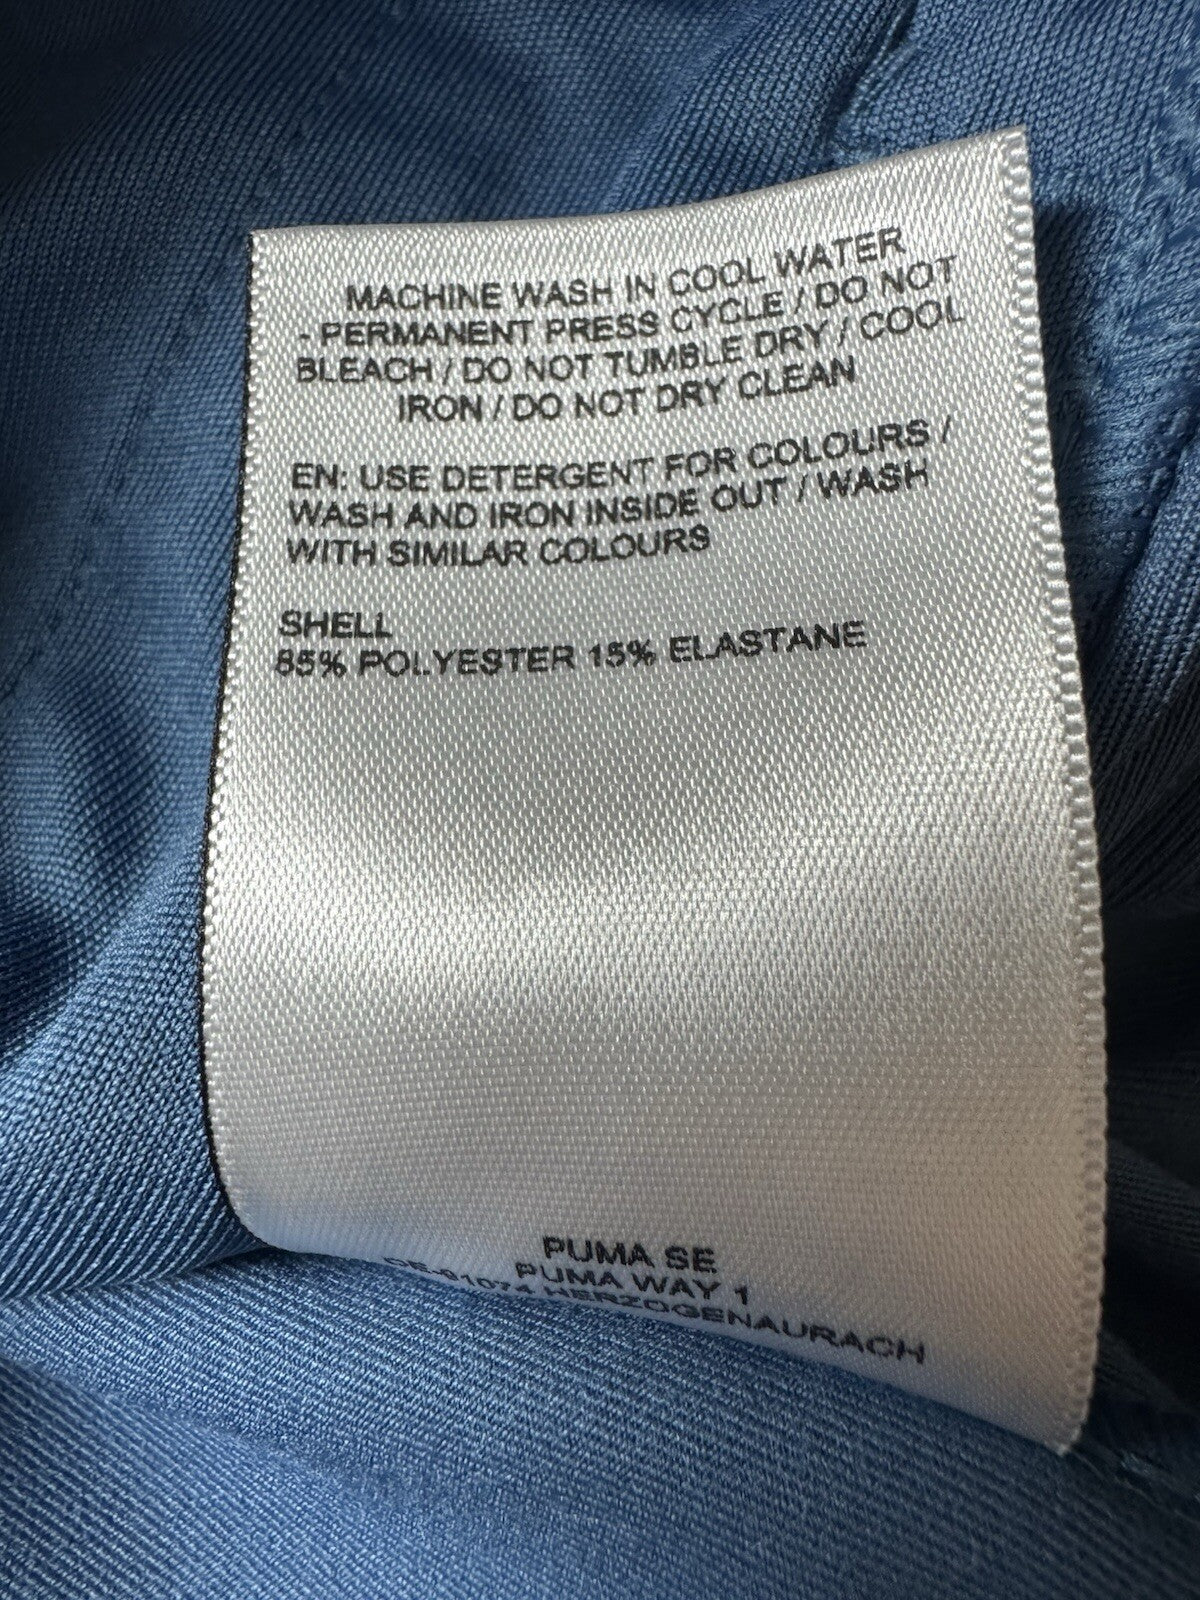 MACHINE WASH IN COOL WATER
- PERMANENT PRESS CYCLE / DO NOT
BLEACH / DO NOT TUMBLE DRY / COOL
IRON / DO NOT DRY CLEAN
EN: USE DETERGENT FOR COLOURS /
WASH AND IRON INSIDE OUT / WASH
WITH SIMILAR COLOURS
SHELL
85% POLYESTER 15% ELASTANE
PUMA SE
PUMA WAY 1
DE-91074 HERZOGENAURACH